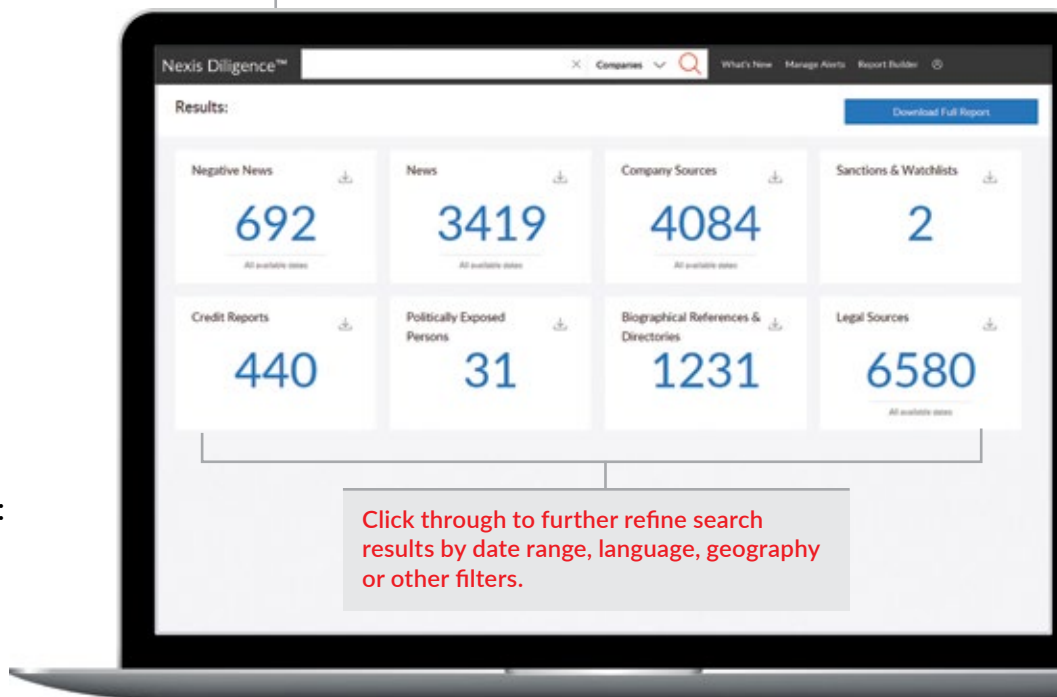 Nexis Diligence™
Companies
What's New Manage Alerts Report Builder
Results:
Download Full Report
Negative News
692
All available dates
News
3419
All available dates
Company Sources
4084
All available dates
Sanctions & Watchlists
2
Credit Reports
440
Politically Exposed
Persons
31
Biographical References &
Directories
1231
Legal Sources
6580
All available dates
:
Click through to further refine search
results by date range, language, geography
or other filters.